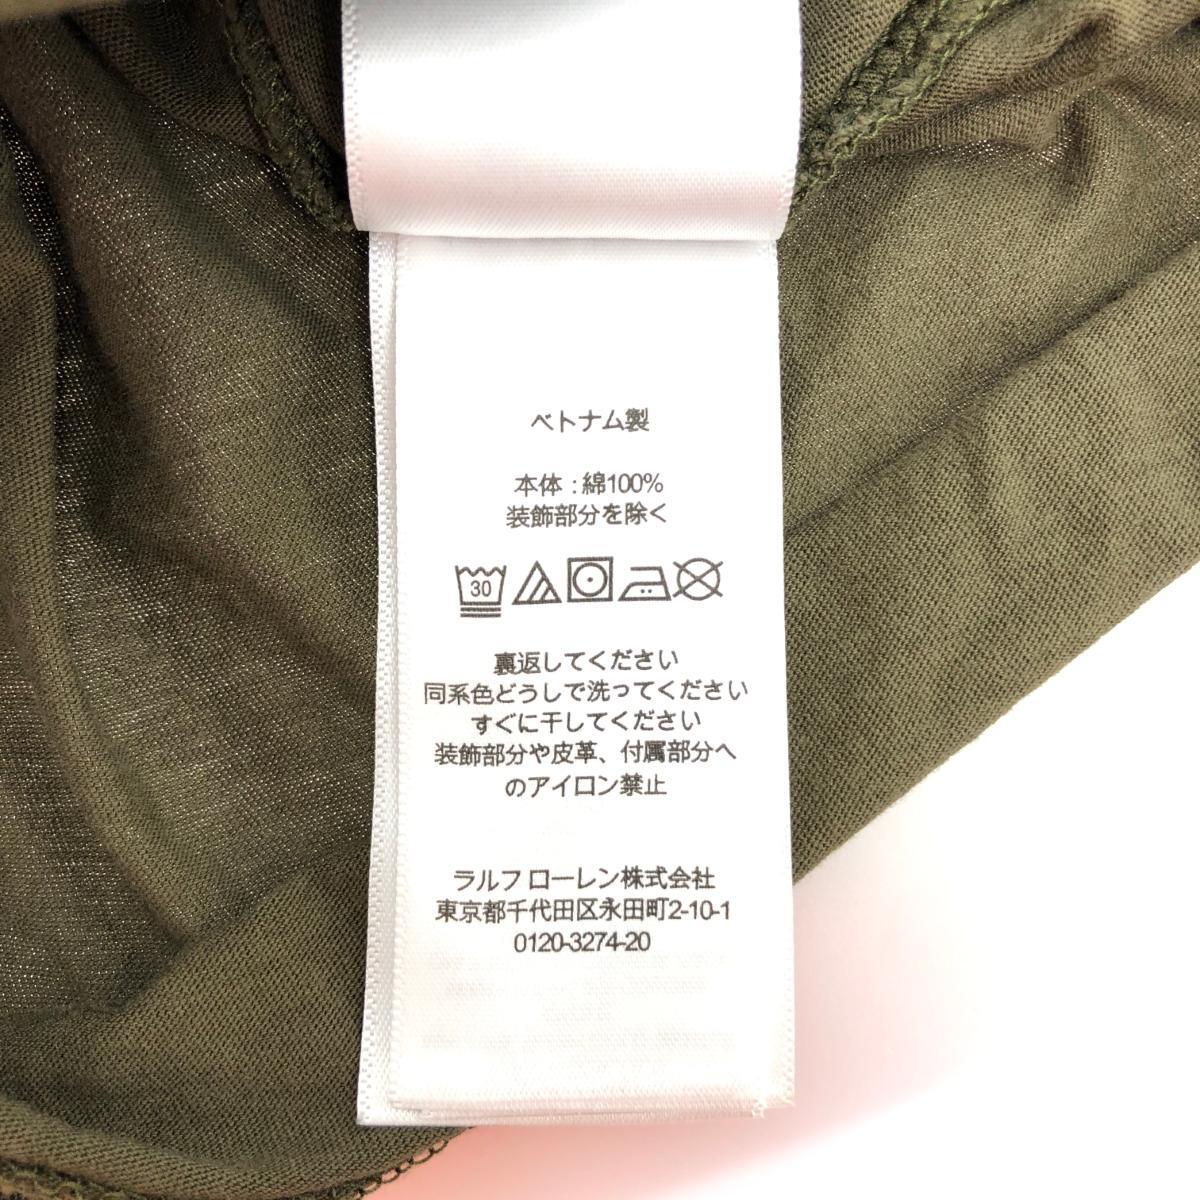 ベトナム製
本体 : 綿100%
装飾部分を除く
30
裏返してください
同系色どうしで洗ってください
すぐに干してください
装飾部分や皮革、付属部分へ
のアイロン禁止
ラルフ ローレン株式会社
東京都千代田区永田町2-10-1
0120-3274-20